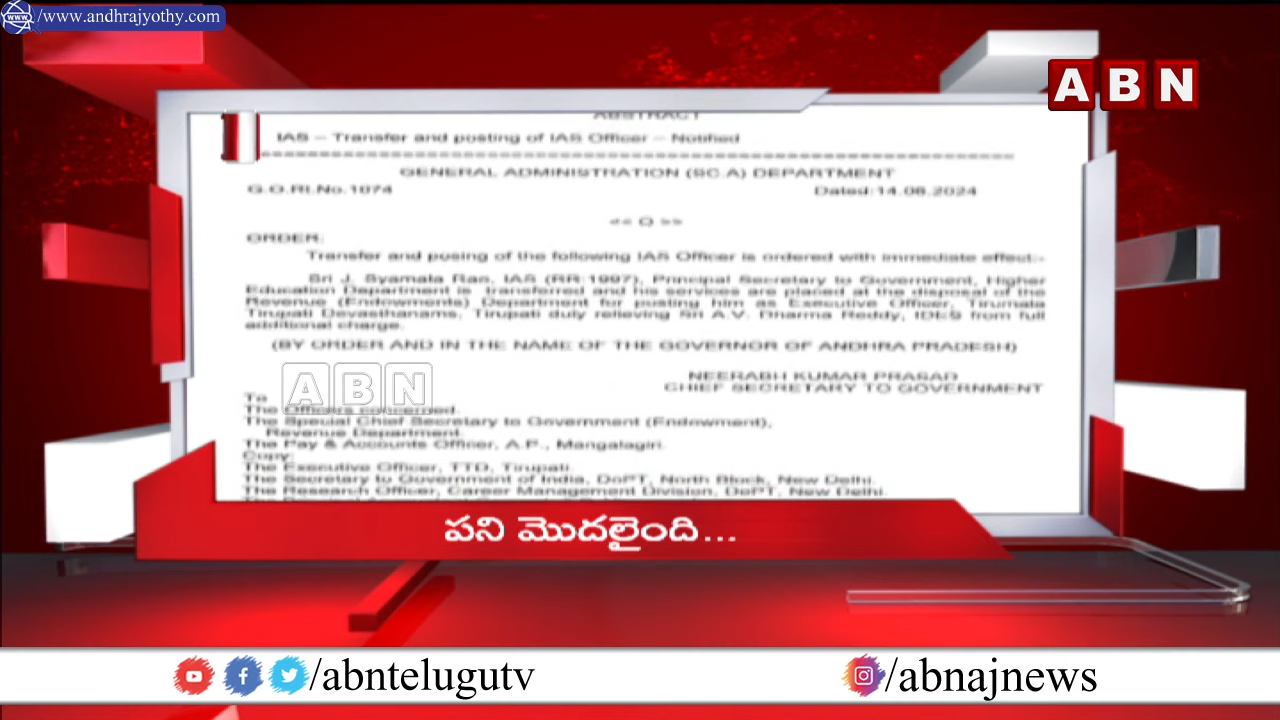 www./www.andhrajyothy.com
ABN
ABSTRACT
IAS – Transfer and posting of IAS Officer – Notified
GENERAL ADMINISTRATION (SC.A) DEPARTMENT
G.O.Rt.No.1074 Dated:14.06.2024
<< O >>
ORDER:
Transfer and posing of the following IAS Officer is ordered with immediate effect:-
Sri J. Syamala Rao, IAS (RR:1997), Principal Secretary to Government, Higher
Education Department is transferred and his services are placed at the disposal of the
Revenue (Endowments) Department for posting him as Executive Officer, Tirumala
Tirupati Devasthanams, Tirupati duly relieving Sri A.V. Dharma Reddy, IDES from full
additional charge.
(BY ORDER AND IN THE NAME OF THE GOVERNOR OF ANDHRA PRADESH)
NEERABH KUMAR PRASAD
CHIEF SECRETARY TO GOVERNMENT
ABN
To
The Officers concerned.
The Special Chief Secretary to Government (Endowment),
Revenue Department.
The Pay & Accounts Officer, A.P., Mangalagiri.
Copy:
The Executive Officer, TTD, Tirupati.
The Secretary to Government of India, DoPT, North Block, New Delhi.
The Research Officer, Career Management Division, DoPT, New Delhi.
పని మొదలైంది...
/abntelugutv
/abnajnews